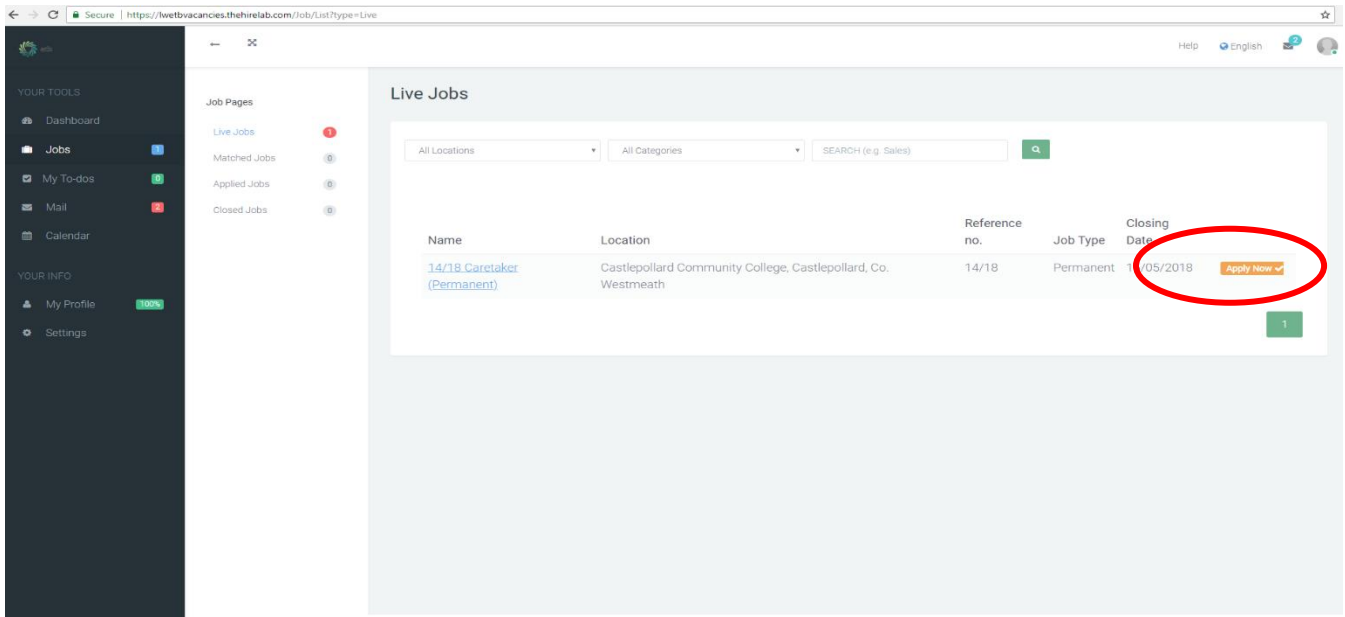 Secure | https://lwetbvacancies.thehirelab.com/Job/List?type=Live
etb
Help English 2
YOUR TOOLS
Dashboard
Jobs 1
My To-dos 0
Mail 2
Calendar
YOUR INFO
My Profile 100%
Settings
Job Pages
Live Jobs 1
Matched Jobs 0
Applied Jobs 0
Closed Jobs 0
Live Jobs
All Locations All Categories SEARCH (e.g. Sales)
Name Location Reference no. Job Type Closing Date
14/18 Caretaker Castlepollard Community College, Castlepollard, Co. 14/18 Permanent /05/2018 Apply Now
(Permanent) Westmeath
1